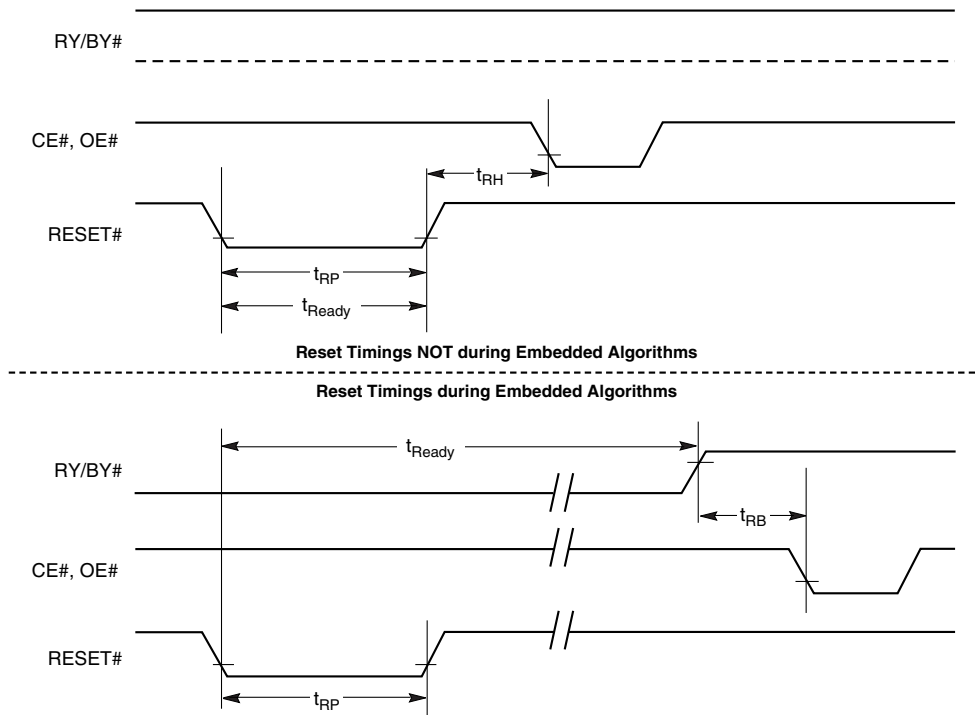 RY/BY#
CE#, OE#
tRH
RESET#
tRP
tReady
Reset Timings NOT during Embedded Algorithms
Reset Timings during Embedded Algorithms
tReady
RY/BY#
tRB
CE#, OE#
RESET#
tRP